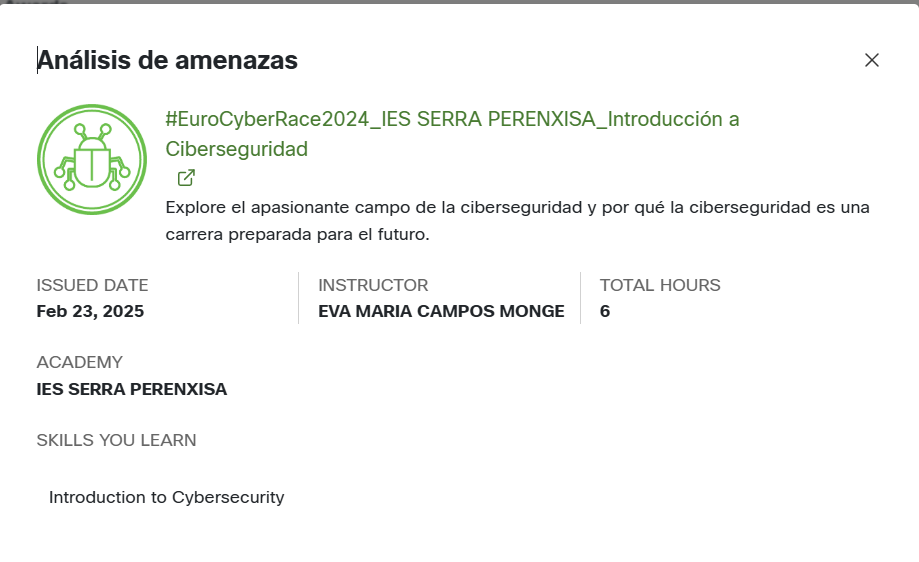 Análisis de amenazas
#EuroCyberRace2024_IES SERRA PERENXISA_Introducción a
Ciberseguridad
Explore el apasionante campo de la ciberseguridad y por qué la ciberseguridad es una
carrera preparada para el futuro.
ISSUED DATE
Feb 23, 2025
INSTRUCTOR
EVA MARIA CAMPOS MONGE
TOTAL HOURS
6
ACADEMY
IES SERRA PERENXISA
SKILLS YOU LEARN
Introduction to Cybersecurity